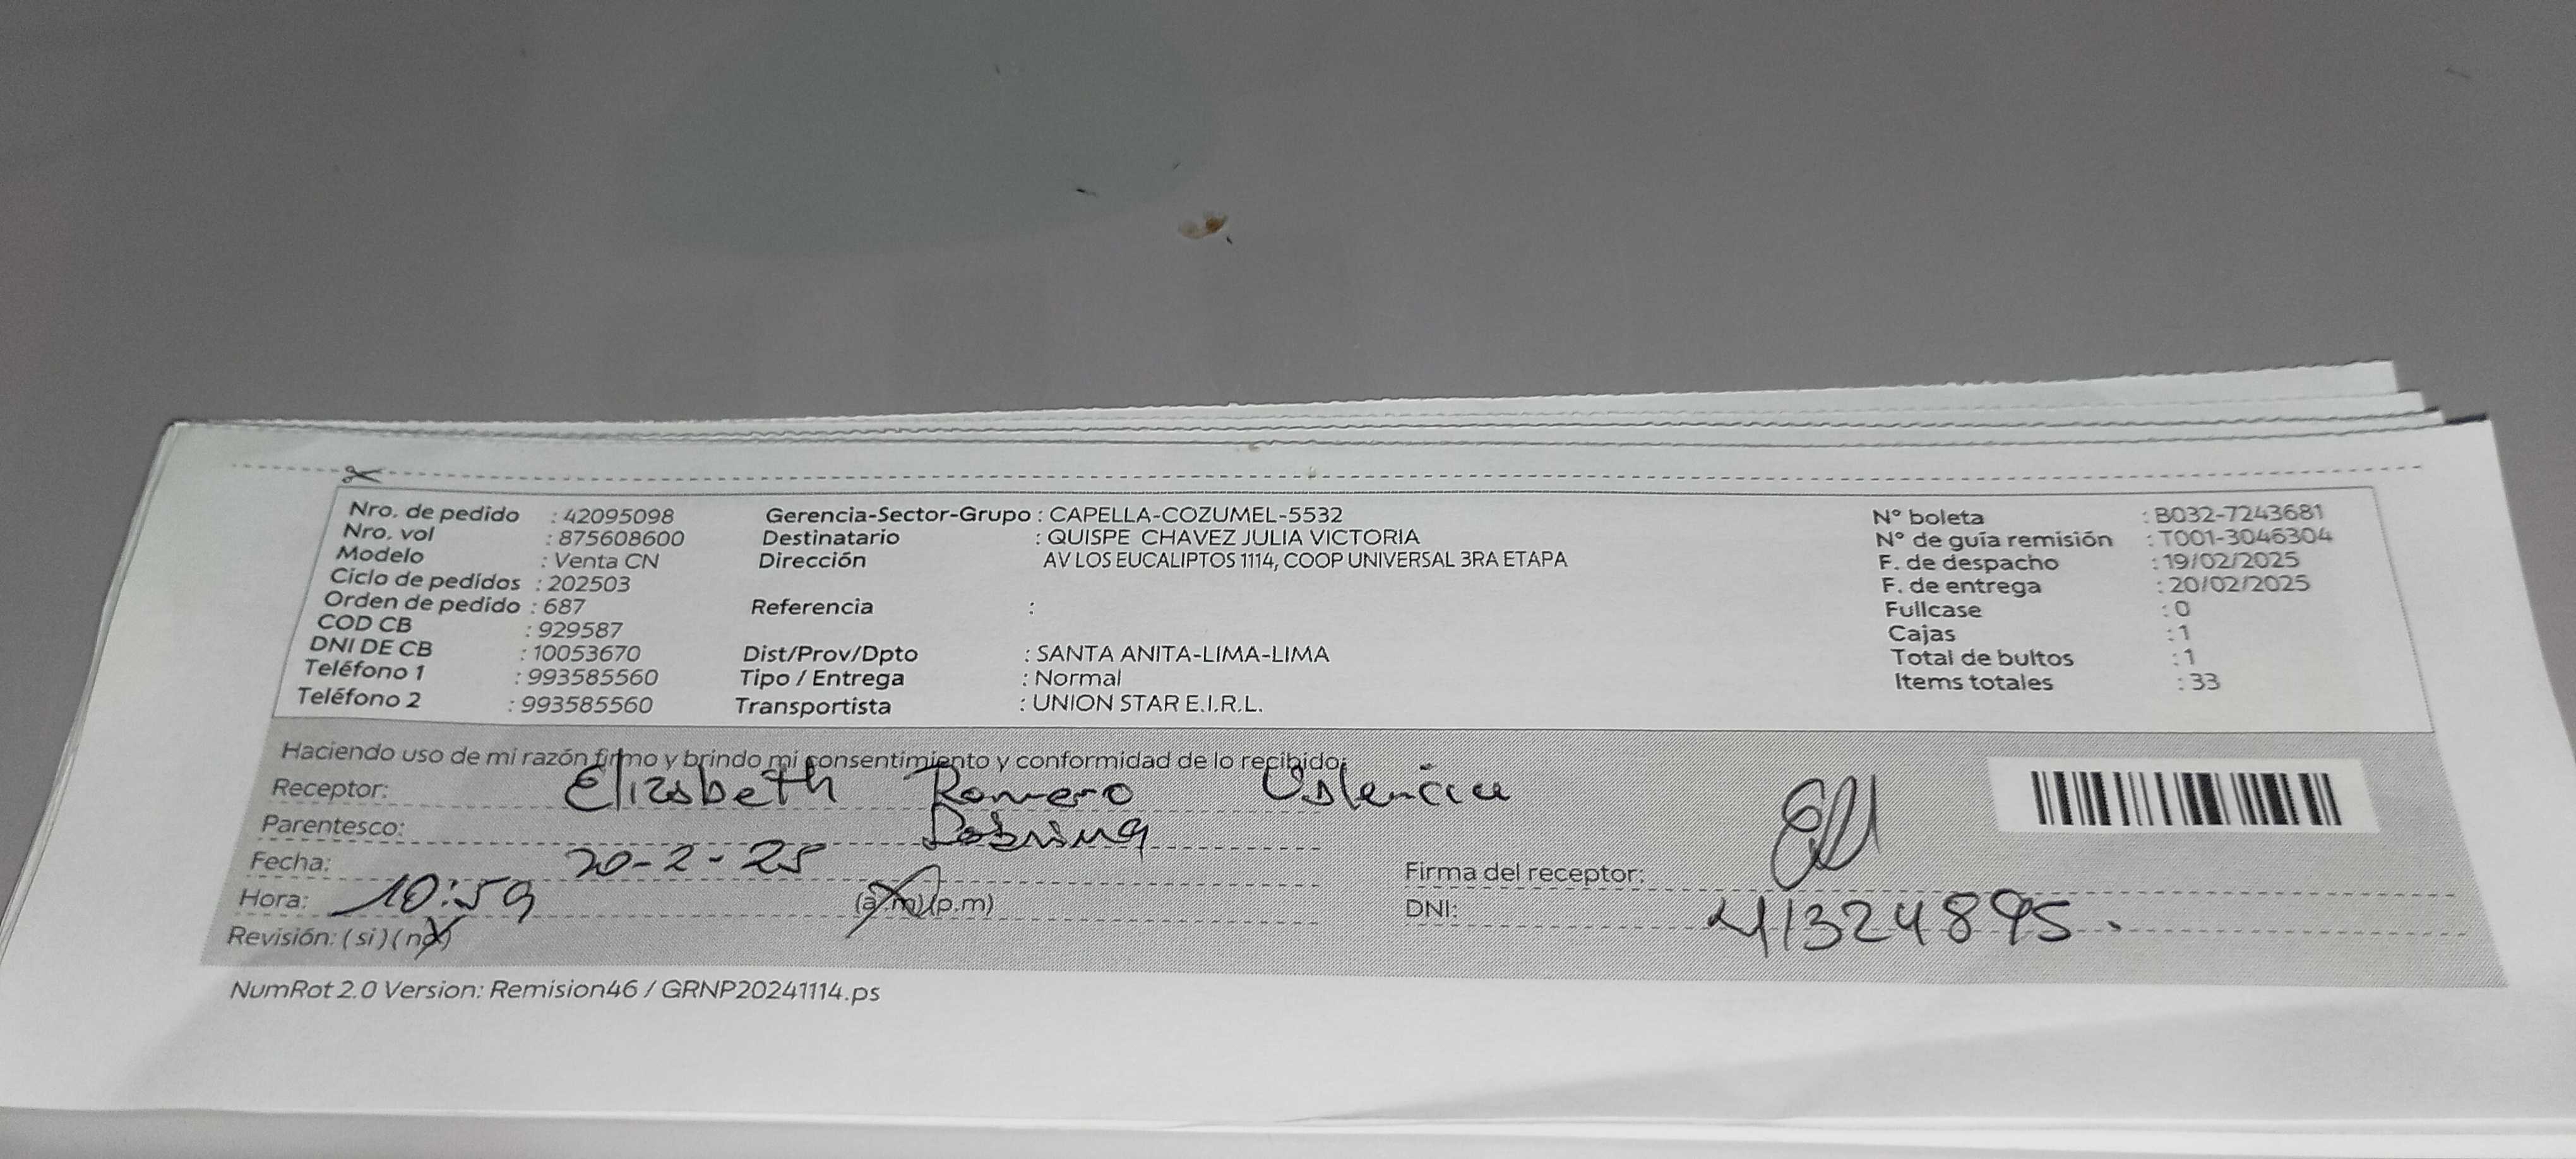 Nro. de pedido : 42095098 Gerencia-Sector-Grupo : CAPELLA-COZUMEL-5532 N° boleta : B032-7243681
Nro. vol : 875608600 Destinatario : QUISPE CHAVEZ JULIA VICTORIA N° de guía remisión : T001-3046304
Modelo : Venta CN Dirección AV LOS EUCALIPTOS 1114, COOP UNIVERSAL 3RA ETAPA F. de despacho : 19/02/2025
Ciclo de pedidos : 202503 F. de entrega : 20/02/2025
Orden de pedido : 687 Referencia : Fullcase : 0
COD CB : 929587 Cajas : 1
DNI DE CB : 10053670 Dist/Prov/Dpto : SANTA ANITA-LIMA-LIMA Total de bultos : 1
Teléfono 1 : 993585560 Tipo / Entrega : Normal Items totales : 33
Teléfono 2 : 993585560 Transportista : UNION STAR E.I.R.L.
Haciendo uso de mi razón firmo y brindo mi consentimiento y conformidad de lo recibido:
Receptor: Elizabeth Romero Valencia
Parentesco: Sobrina
Fecha: 20-2-25 Firma del receptor:
Hora: 10:59 (a.m)(p.m) DNI: 41324895.
Revisión: (si)(no)
NumRot 2.0 Version: Remision46 / GRNP20241114.ps